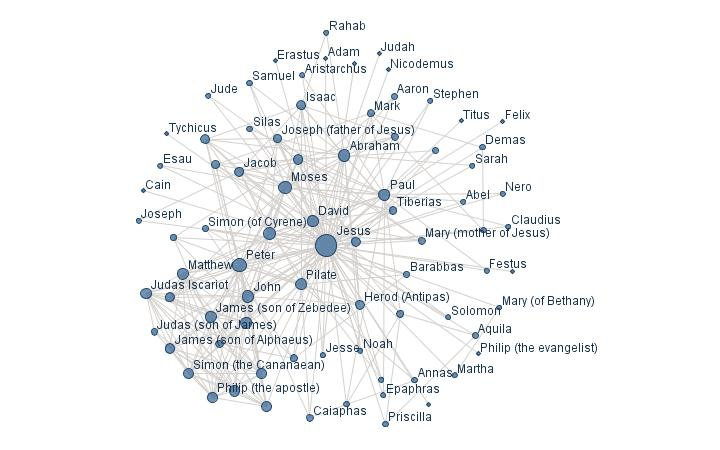 Rahab
Judah
Erastus
Adam
Nicodemus
Aristarchus
Samuel
Jude
Isaac
Aaron
Stephen
Mark
Titus
Felix
Tychicus
Silas
Joseph (father of Jesus)
Demas
Abraham
Esau
Jacob
Sarah
Moses
Cain
Paul
Nero
Abel
Tiberias
Joseph
David
Simon (of Cyrene)
Claudius
Jesus
Mary (mother of Jesus)
Peter
Matthew
Barabbas
Festus
Pilate
Judas Iscariot
John
Herod (Antipas)
Mary (of Bethany)
James (son of Zebedee)
Solomon
Judas (son of James)
Aquila
James (son of Alphaeus)
Jesse
Noah
Philip (the evangelist)
Simon (the Cananaean)
Annas
Martha
Philip (the apostle)
Epaphras
Caiaphas
Priscilla